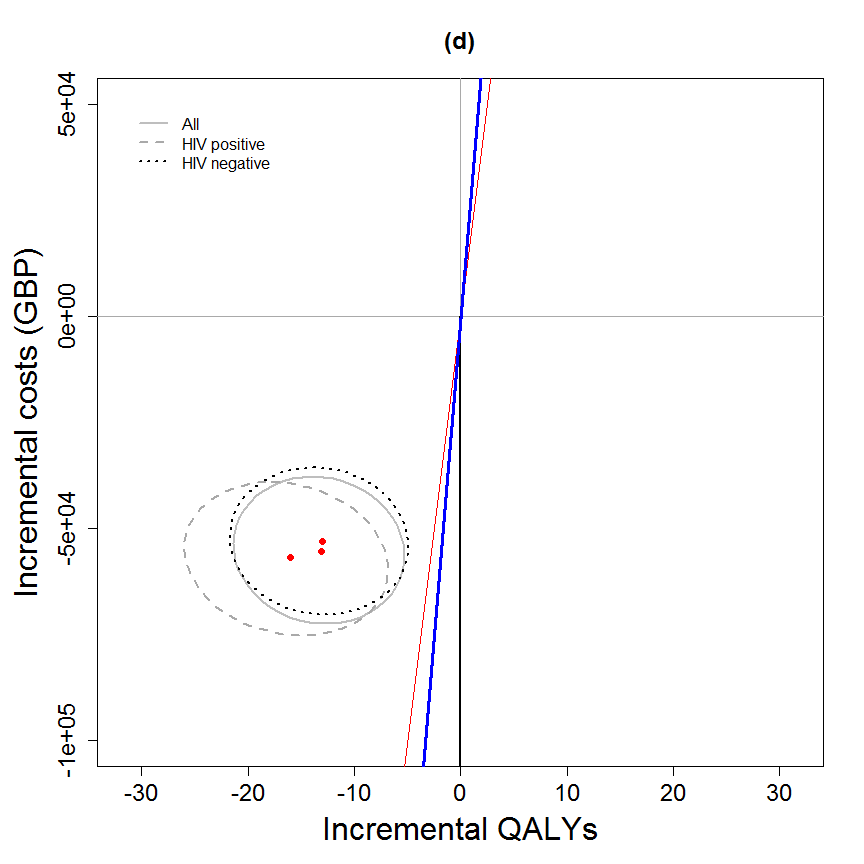 (d)
All
HIV positive
HIV negative
5e+04
0e+00
-5e+04
-1e+05
Incremental costs (GBP)
-30 -20 -10 0 10 20 30
Incremental QALYs